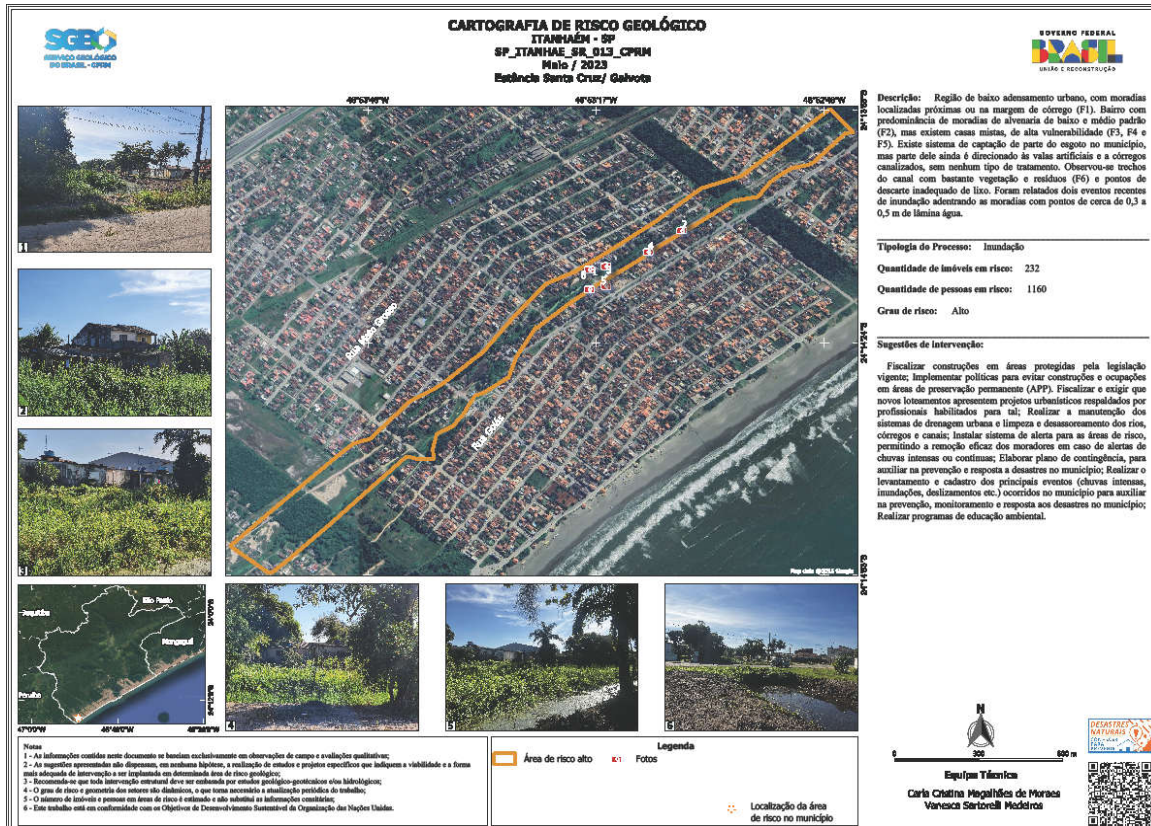 CARTOGRAFIA DE RISCO GEOLÓGICO
ITANHAÉM - SP
SP_ITANHAE_SR_013_CPRM
Maio / 2023
Estância Santa Cruz/ Gaivota
SGB
SERVIÇO GEOLÓGICO
DO BRASIL - CPRM
GOVERNO FEDERAL
BRASIL
UNIÃO E RECONSTRUÇÃO
Descrição: Região de baixo adensamento urbano, com moradias
localizadas próximas ou na margem de córrego (F1). Bairro com
predominância de moradias de alvenaria de baixo e médio padrão
(F2), mas existem casas mistas, de alta vulnerabilidade (F3, F4 e
F5). Existe sistema de captação de parte do esgoto no município,
mas parte dele ainda é direcionado às valas artificiais e a córregos
canalizados, sem nenhum tipo de tratamento. Observou-se trechos
do canal com bastante vegetação e resíduos (F6) e pontos de
descarte inadequado de lixo. Foram relatados dois eventos recentes
de inundação adentrando as moradias com pontos de cerca de 0,3 a
0,5 m de lâmina água.
Tipologia do Processo: Inundação
Quantidade de imóveis em risco: 232
Quantidade de pessoas em risco: 1160
Grau de risco: Alto
Sugestões de intervenção:
Fiscalizar construções em áreas protegidas pela legislação
vigente; Implementar políticas para evitar construções e ocupações
em áreas de preservação permanente (APP). Fiscalizar e exigir que
novos loteamentos apresentem projetos urbanísticos respaldados por
profissionais habilitados para tal; Realizar a manutenção dos
sistemas de drenagem urbana e limpeza e desassoreamento dos rios,
córregos e canais; Instalar sistema de alerta para as áreas de risco,
permitindo a remoção eficaz dos moradores em caso de alertas de
chuvas intensas ou contínuas; Elaborar plano de contingência, para
auxiliar na prevenção e resposta a desastres no município; Realizar o
levantamento e cadastro dos principais eventos (chuvas intensas,
inundações, deslizamentos etc.) ocorridos no município para auxiliar
na prevenção, monitoramento e resposta aos desastres no município;
Realizar programas de educação ambiental.
1
2
3
4
5
6
Rua Mato Grosso
São Paulo
Mongaguá
Peruíbe
Notas
1 - As informações contidas neste documento se baseiam exclusivamente em observações de campo e avaliações qualitativas;
2 - As sugestões apresentadas não dispensam, em nenhuma hipótese, a realização de estudos e projetos específicos que indiquem a viabilidade e a forma
mais adequada de intervenção a ser implantada em determinada área de risco geológico;
3 - Recomenda-se que toda intervenção estrutural deve ser embasada por estudos geológico-geotécnicos e/ou hidrológicos;
4 - O grau de risco e geometria dos setores são dinâmicos, o que torna necessário a atualização periódica do trabalho;
5 - O número de imóveis e pessoas em áreas de risco é estimado e não substitui as informações censitárias;
6 - Este trabalho está em conformidade com os Objetivos de Desenvolvimento Sustentável da Organização das Nações Unidas.
Legenda
Área de risco alto
Fotos
Localização da área
de risco no município
N
0 600 m
Equipe Técnica
Carla Cristina Magalhães de Moraes
Vanesca Sartorelli Medeiros
DESASTRES
NATURAIS